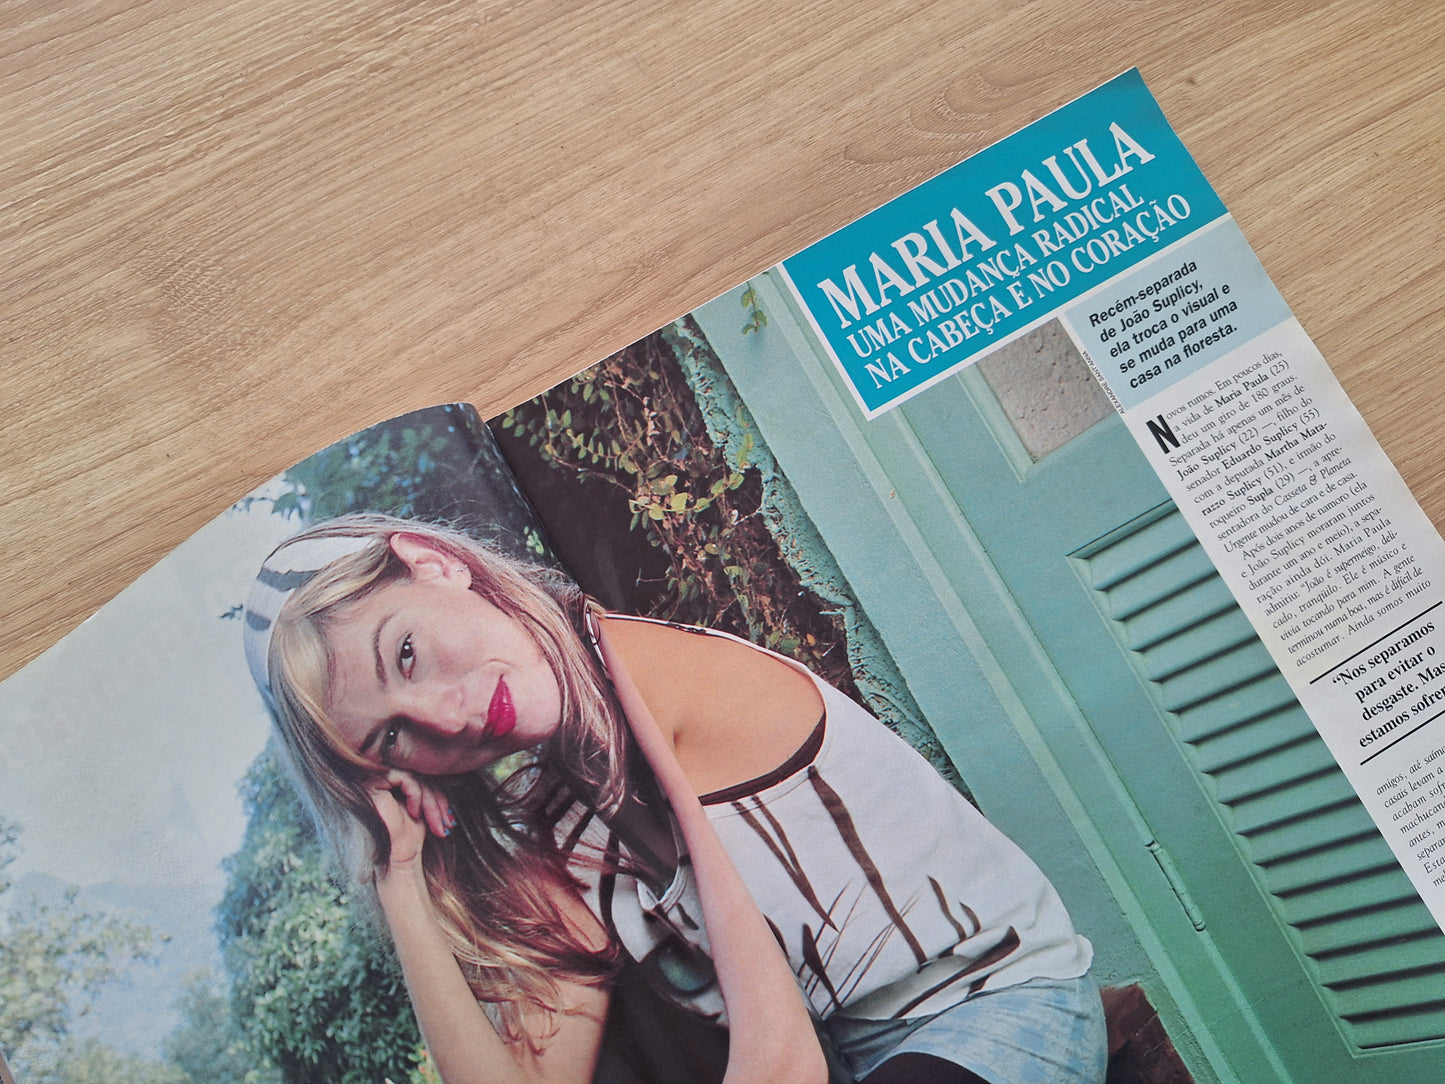 MARIA PAULA
UMA MUDANÇA RADICAL
NA CABEÇA E NO CORAÇÃO
Recém-separada
de João Suplicy,
ela troca o visual e
se muda para uma
casa na floresta.
ALEXANDRE SANT'ANNA
Novos rumos. Em poucos dias,
a vida de Maria Paula (25)
deu um giro de 180 graus.
Separada há apenas um mês de
João Suplicy (22) —, filho do
senador Eduardo Suplicy (55)
com a deputada Martha Mata-
razzo Suplicy (51), e irmão do
roqueiro Supla (29) —, a apre-
sentadora do Casseta & Planeta
Urgente mudou de cara e de casa.
Após dois anos de namoro (ela
e João Suplicy moraram juntos
durante um ano e meio), a sepa-
ração ainda dói. Maria Paula
admitiu: "João é supermeigo, deli-
cado, tranqüilo. Ele é músico e
vivia tocando para mim. A gente
terminou numa boa, mas é difícil de
acostumar. Ainda somos muito
"Nos separamos
para evitar o
desgaste. Mas
estamos sofre
amigos, até saímo
casais levam a
acabam sofr
machucan
antes, m
separa
Esta
me